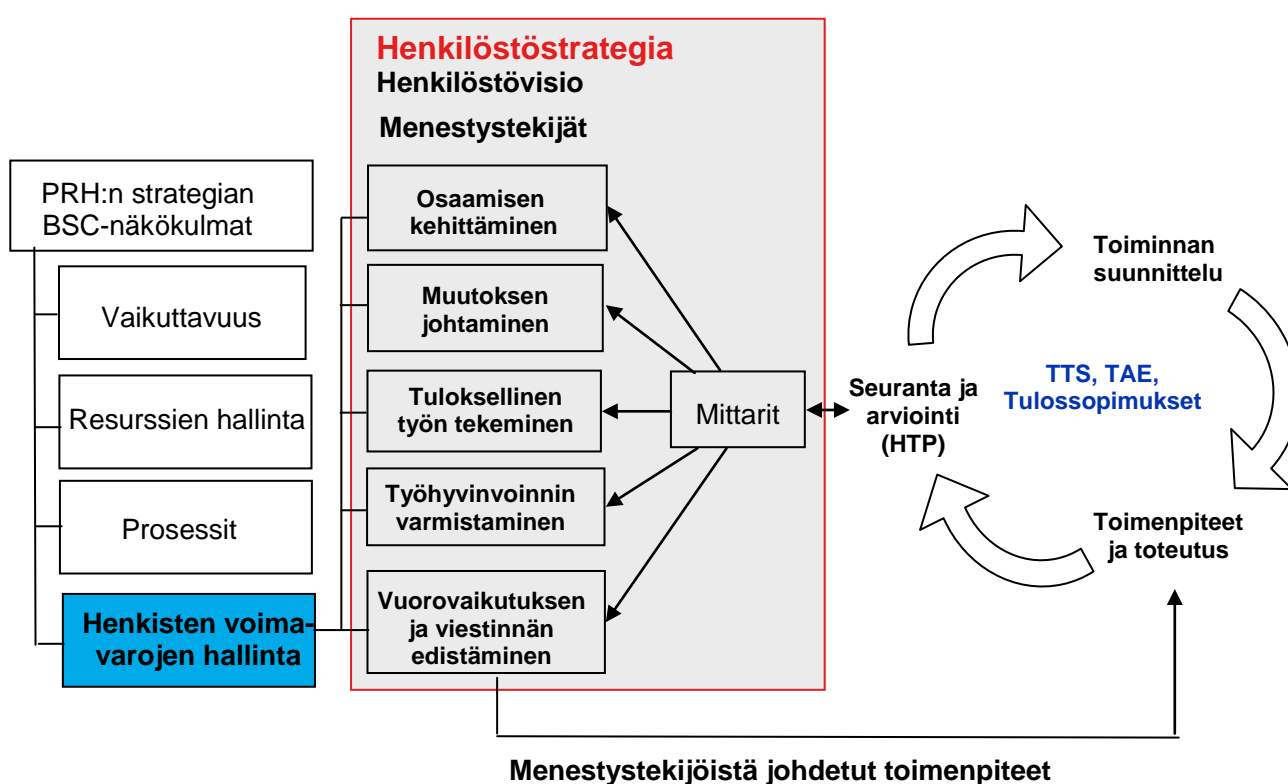 Henkilöstöstrategia
Henkilöstövisio
Menestystekijät
PRH:n strategian
BSC-näkökulmat
Vaikuttavuus
Resurssien hallinta
Prosessit
Henkisten voima-
varojen hallinta
Osaamisen
kehittäminen
Muutoksen
johtaminen
Tuloksellinen
työn tekeminen
Työhyvinvoinnin
varmistaminen
Vuorovaikutuksen
ja viestinnän
edistäminen
Mittarit
Seuranta ja
arviointi
(HTP)
Toiminnan
suunnittelu
TTS, TAE,
Tulossopimukset
Toimenpiteet
ja toteutus
Menestystekijöistä johdetut toimenpiteet